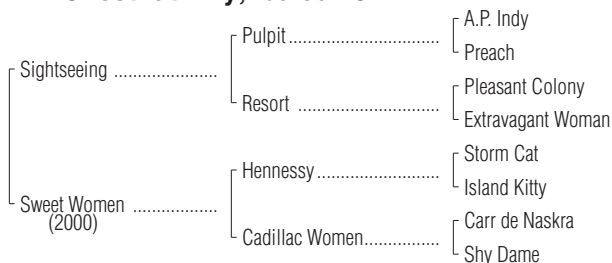 A.P. Indy
Pulpit
Preach
Sightseeing
Pleasant Colony
Resort
Extravagant Woman
Storm Cat
Hennessy
Island Kitty
Sweet Women
(2000)
Carr de Naskra
Cadillac Women
Shy Dame